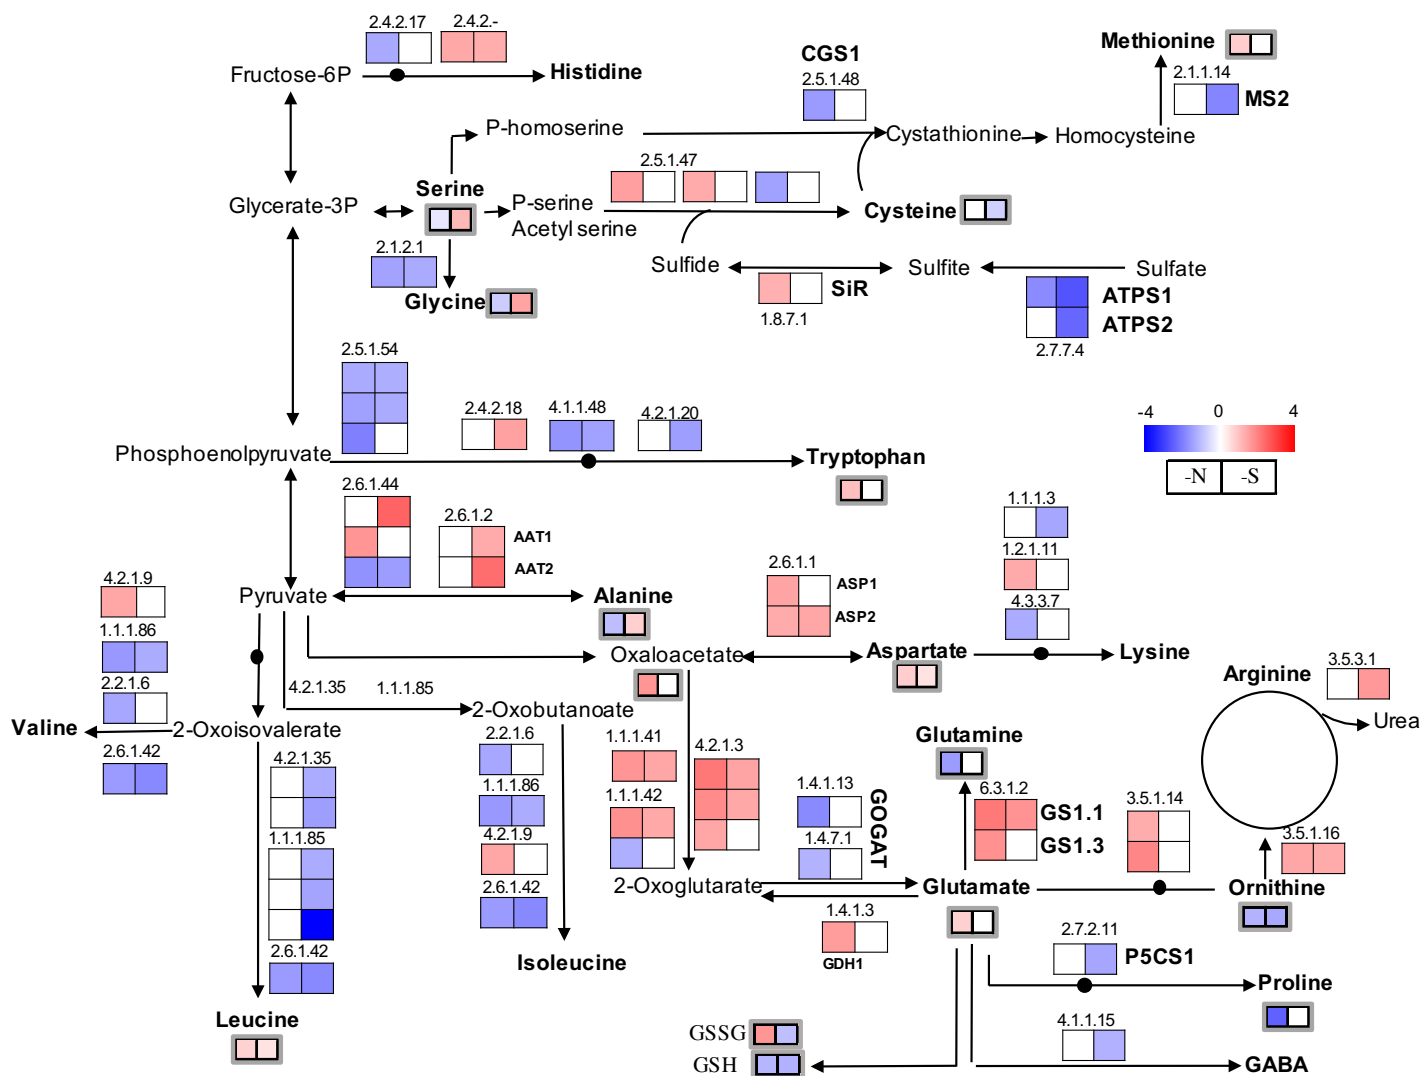 2.4.2.17
2.4.2.-
Fructose-6P
Histidine
CGS1
2.5.1.48
Methionine
2.1.1.14
MS2
P-homoserine
Cystathionine
Homocysteine
2.5.1.47
Glycerate-3P
Serine
P-serine
Acetyl serine
Cysteine
2.1.2.1
Glycine
Sulfide
Sulfite
Sulfate
SiR
1.8.7.1
ATPS1
ATPS2
2.7.7.4
2.5.1.54
2.4.2.18
4.1.1.48
4.2.1.20
-4
0
4
-N
-S
Phosphoenolpyruvate
Tryptophan
2.6.1.44
2.6.1.2
AAT1
AAT2
1.1.1.3
1.2.1.11
4.3.3.7
2.6.1.1
ASP1
ASP2
4.2.1.9
Pyruvate
Alanine
1.1.1.86
Oxaloacetate
Aspartate
Lysine
2.2.1.6
4.2.1.35
1.1.1.85
Arginine
3.5.3.1
Urea
Valine
2-Oxoisovalerate
2-Oxobutanoate
2.6.1.42
4.2.1.35
2.2.1.6
1.1.1.41
4.2.1.3
Glutamine
1.1.1.86
1.1.1.42
1.4.1.13
GOGAT
6.3.1.2
GS1.1
GS1.3
3.5.1.14
1.1.1.85
4.2.1.9
1.4.7.1
3.5.1.16
2.6.1.42
2-Oxoglutarate
Glutamate
Ornithine
1.4.1.3
GDH1
2.6.1.42
Isoleucine
2.7.2.11
P5CS1
Proline
Leucine
GSSG
GSH
4.1.1.15
GABA